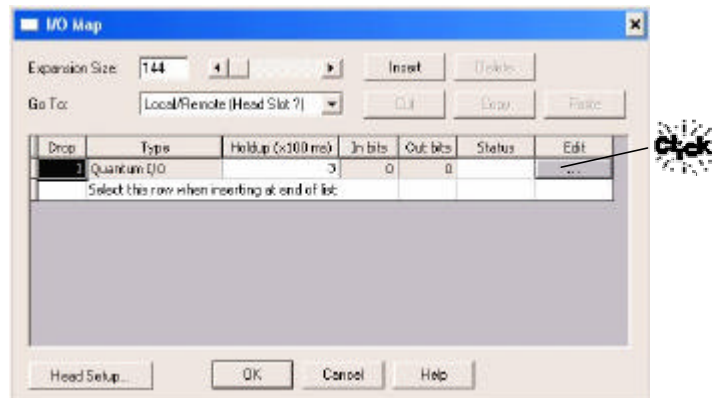 I/O Map
Expansion Size: 144 Insert Delete
Go To: Local/Remote (Head Slot ?) Cut Copy Paste
Drop Type Holdup (x100 ms) In bits Out bits Status Edit
1 Quantum I/O 3 0 0 ...
Select this row when inserting at end of list
Click
Head Setup... OK Cancel Help